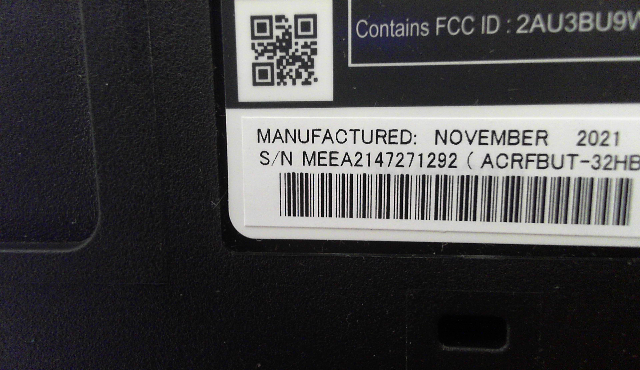 Contains FCC ID : 2AU3BU9W
MANUFACTURED: NOVEMBER 2021
S/N MEEA2147271292 ( ACRFBUT-32HB